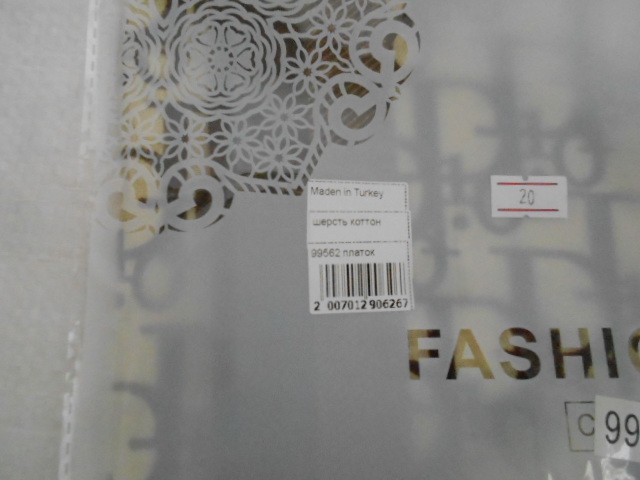 Maden in Turkey
20
шерсть коттон
99562 платок
2 007012 906267
FASHIO
C
99